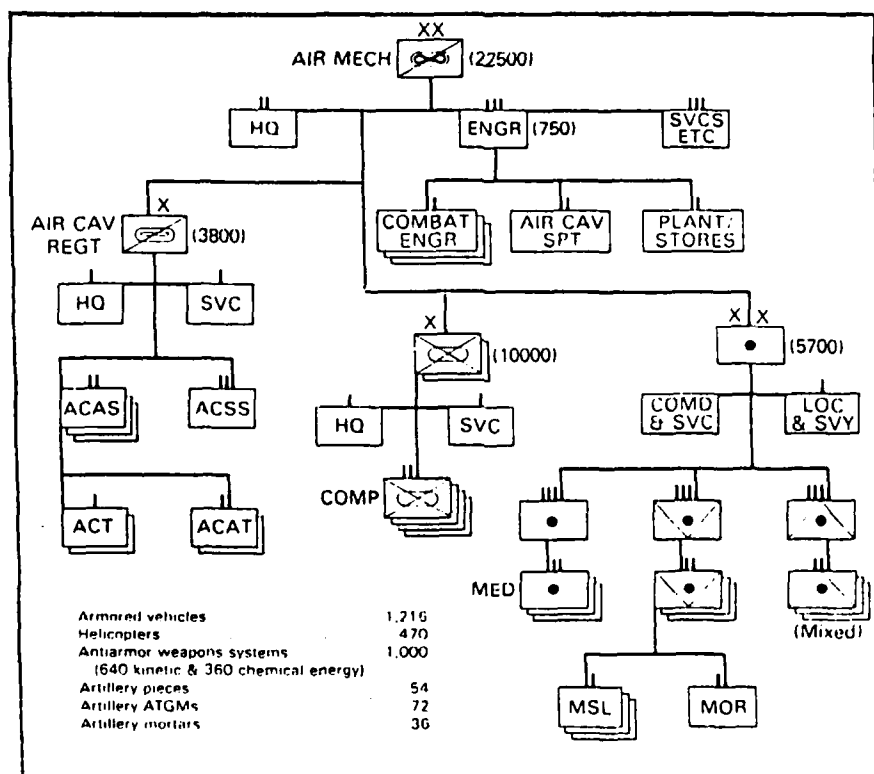 XX
AIR MECH (22500)
HQ
ENGR (750)
SVCS
ETC
X
AIR CAV
REGT (3800)
COMBAT
ENGR
AIR CAV
SPT
PLANT/
STORES
HQ
SVC
X
(10000)
X X
(5700)
ACAS
ACSS
HQ
SVC
COMD
& SVC
LOC
& SVY
ACT
ACAT
COMP
MED
(Mixed)
MSL
MOR
Armored vehicles 1,216
Helicopters 470
Antiarmor weapons systems 1,000
(640 kinetic & 360 chemical energy)
Artillery pieces 54
Artillery ATGMs 72
Artillery mortars 36